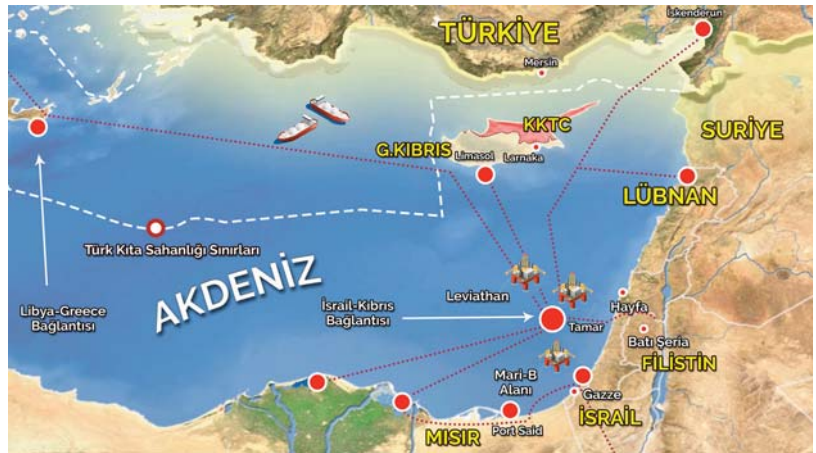 İskenderun
TÜRKİYE
Mersin
KKTC
SURİYE
G.KIBRIS
Limasol
Larnaka
LÜBNAN
Türk Kıta Sahanlığı Sınırları
AKDENİZ
Libya-Greece
Bağlantısı
İsrail-Kıbrıs
Bağlantısı
Leviathan
Tamar
Hayfa
Batı Şeria
FİLİSTİN
Mari-B
Alanı
Gazze
İSRAİL
MISIR
Port Said